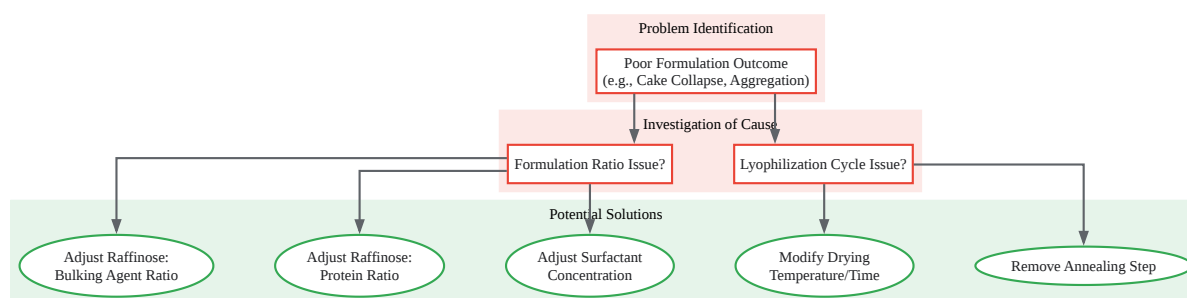 Problem Identification
Poor Formulation Outcome
(e.g., Cake Collapse, Aggregation)
Investigation of Cause
Formulation Ratio Issue?
Lyophilization Cycle Issue?
Potential Solutions
Adjust Raffinose:
Bulking Agent Ratio
Adjust Raffinose:
Protein Ratio
Adjust Surfactant
Concentration
Modify Drying
Temperature/Time
Remove Annealing Step